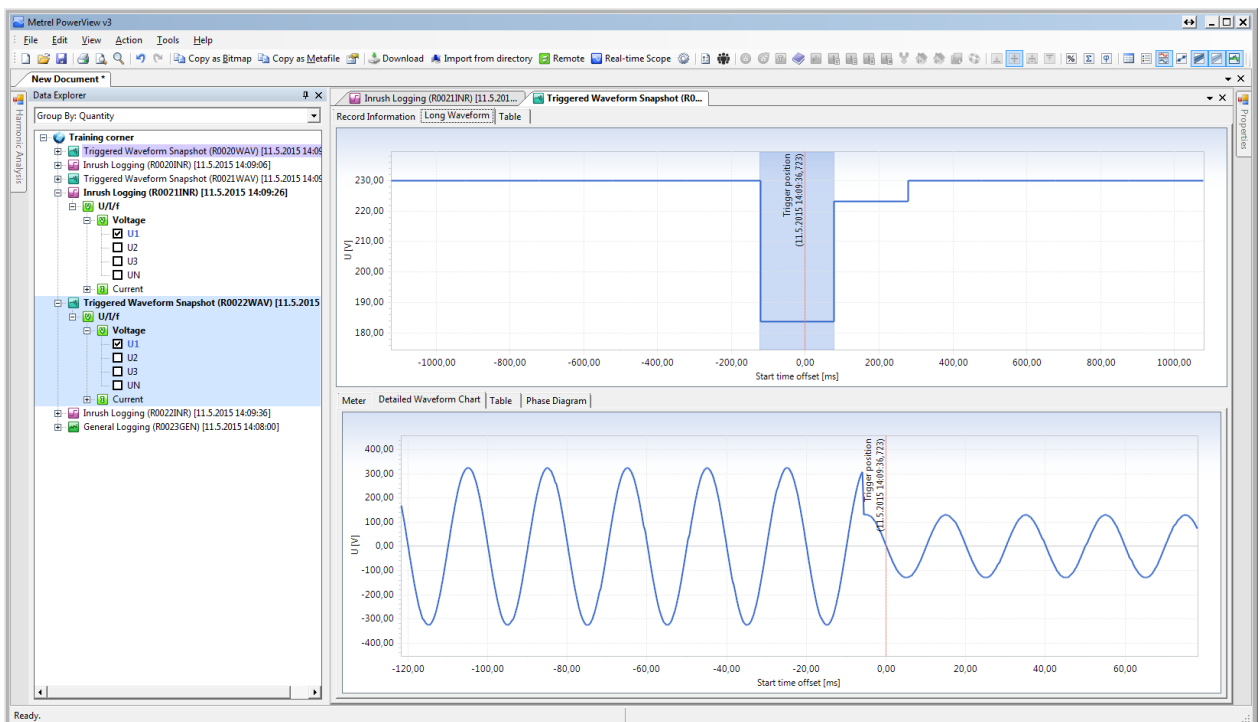 Metrel PowerView v3
File Edit View Action Tools Help
Copy as Bitmap Copy as Metafile Download Import from directory Remote Real-time Scope
New Document *
Data Explorer
Harmonic Analysis
Group By: Quantity
Training corner
Triggered Waveform Snapshot (R0020WAV) [11.5.2015 14:09
Inrush Logging (R0020INR) [11.5.2015 14:09:06]
Triggered Waveform Snapshot (R0021WAV) [11.5.2015 14:09
Inrush Logging (R0021INR) [11.5.2015 14:09:26]
U/I/f
Voltage
U1
U2
U3
UN
Current
Triggered Waveform Snapshot (R0022WAV) [11.5.2015
U/I/f
Voltage
U1
U2
U3
UN
Current
Inrush Logging (R0022INR) [11.5.2015 14:09:36]
General Logging (R0023GEN) [11.5.2015 14:08:00]
Inrush Logging (R0021INR) [11.5.201... Triggered Waveform Snapshot (R0...
Properties
Record Information Long Waveform Table
230,00
220,00
210,00
200,00
190,00
180,00
U [V]
Trigger position
(11.5.2015 14:09:36,723)
-1000,00 -800,00 -600,00 -400,00 -200,00 0,00 200,00 400,00 600,00 800,00 1000,00
Start time offset [ms]
Meter Detailed Waveform Chart Table Phase Diagram
400,00
300,00
200,00
100,00
0,00
-100,00
-200,00
-300,00
-400,00
U [V]
Trigger position
(11.5.2015 14:09:36,723)
-120,00 -100,00 -80,00 -60,00 -40,00 -20,00 0,00 20,00 40,00 60,00
Start time offset [ms]
Ready.